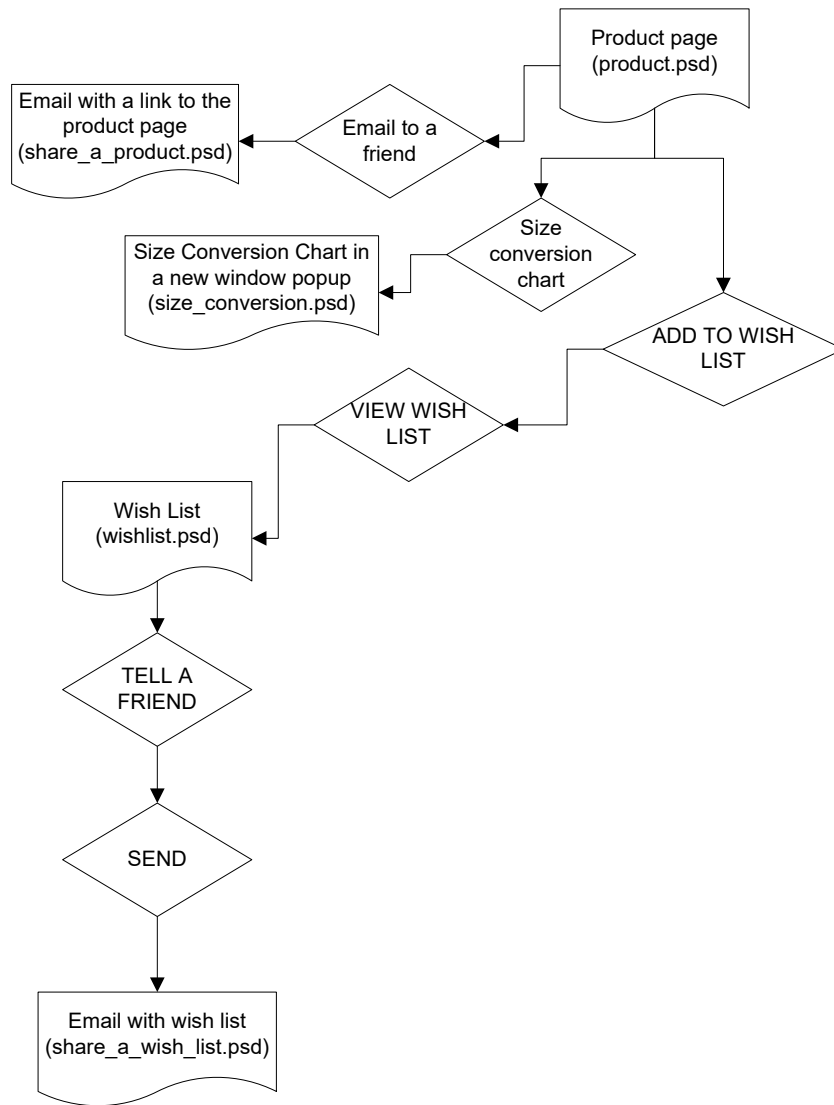 Product page
(product.psd)
Email with a link to the
product page
(share_a_product.psd)
Email to a
friend
Size
conversion
chart
Size Conversion Chart in
a new window popup
(size_conversion.psd)
ADD TO WISH
LIST
VIEW WISH
LIST
Wish List
(wishlist.psd)
TELL A
FRIEND
SEND
Email with wish list
(share_a_wish_list.psd)